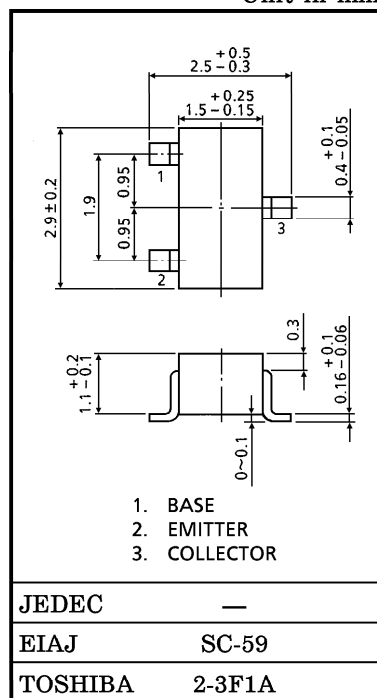 +0.5
2.5 – 0.3
+0.25
1.5 – 0.15
+0.1
0.4 – 0.05
2.9 ± 0.2
1.9
0.95
0.95
1
2
3
+0.2
1.1 – 0.1
0.3
+0.1
0.16 – 0.06
0~0.1
1. BASE
2. EMITTER
3. COLLECTOR
JEDEC —
EIAJ SC-59
TOSHIBA 2-3F1A